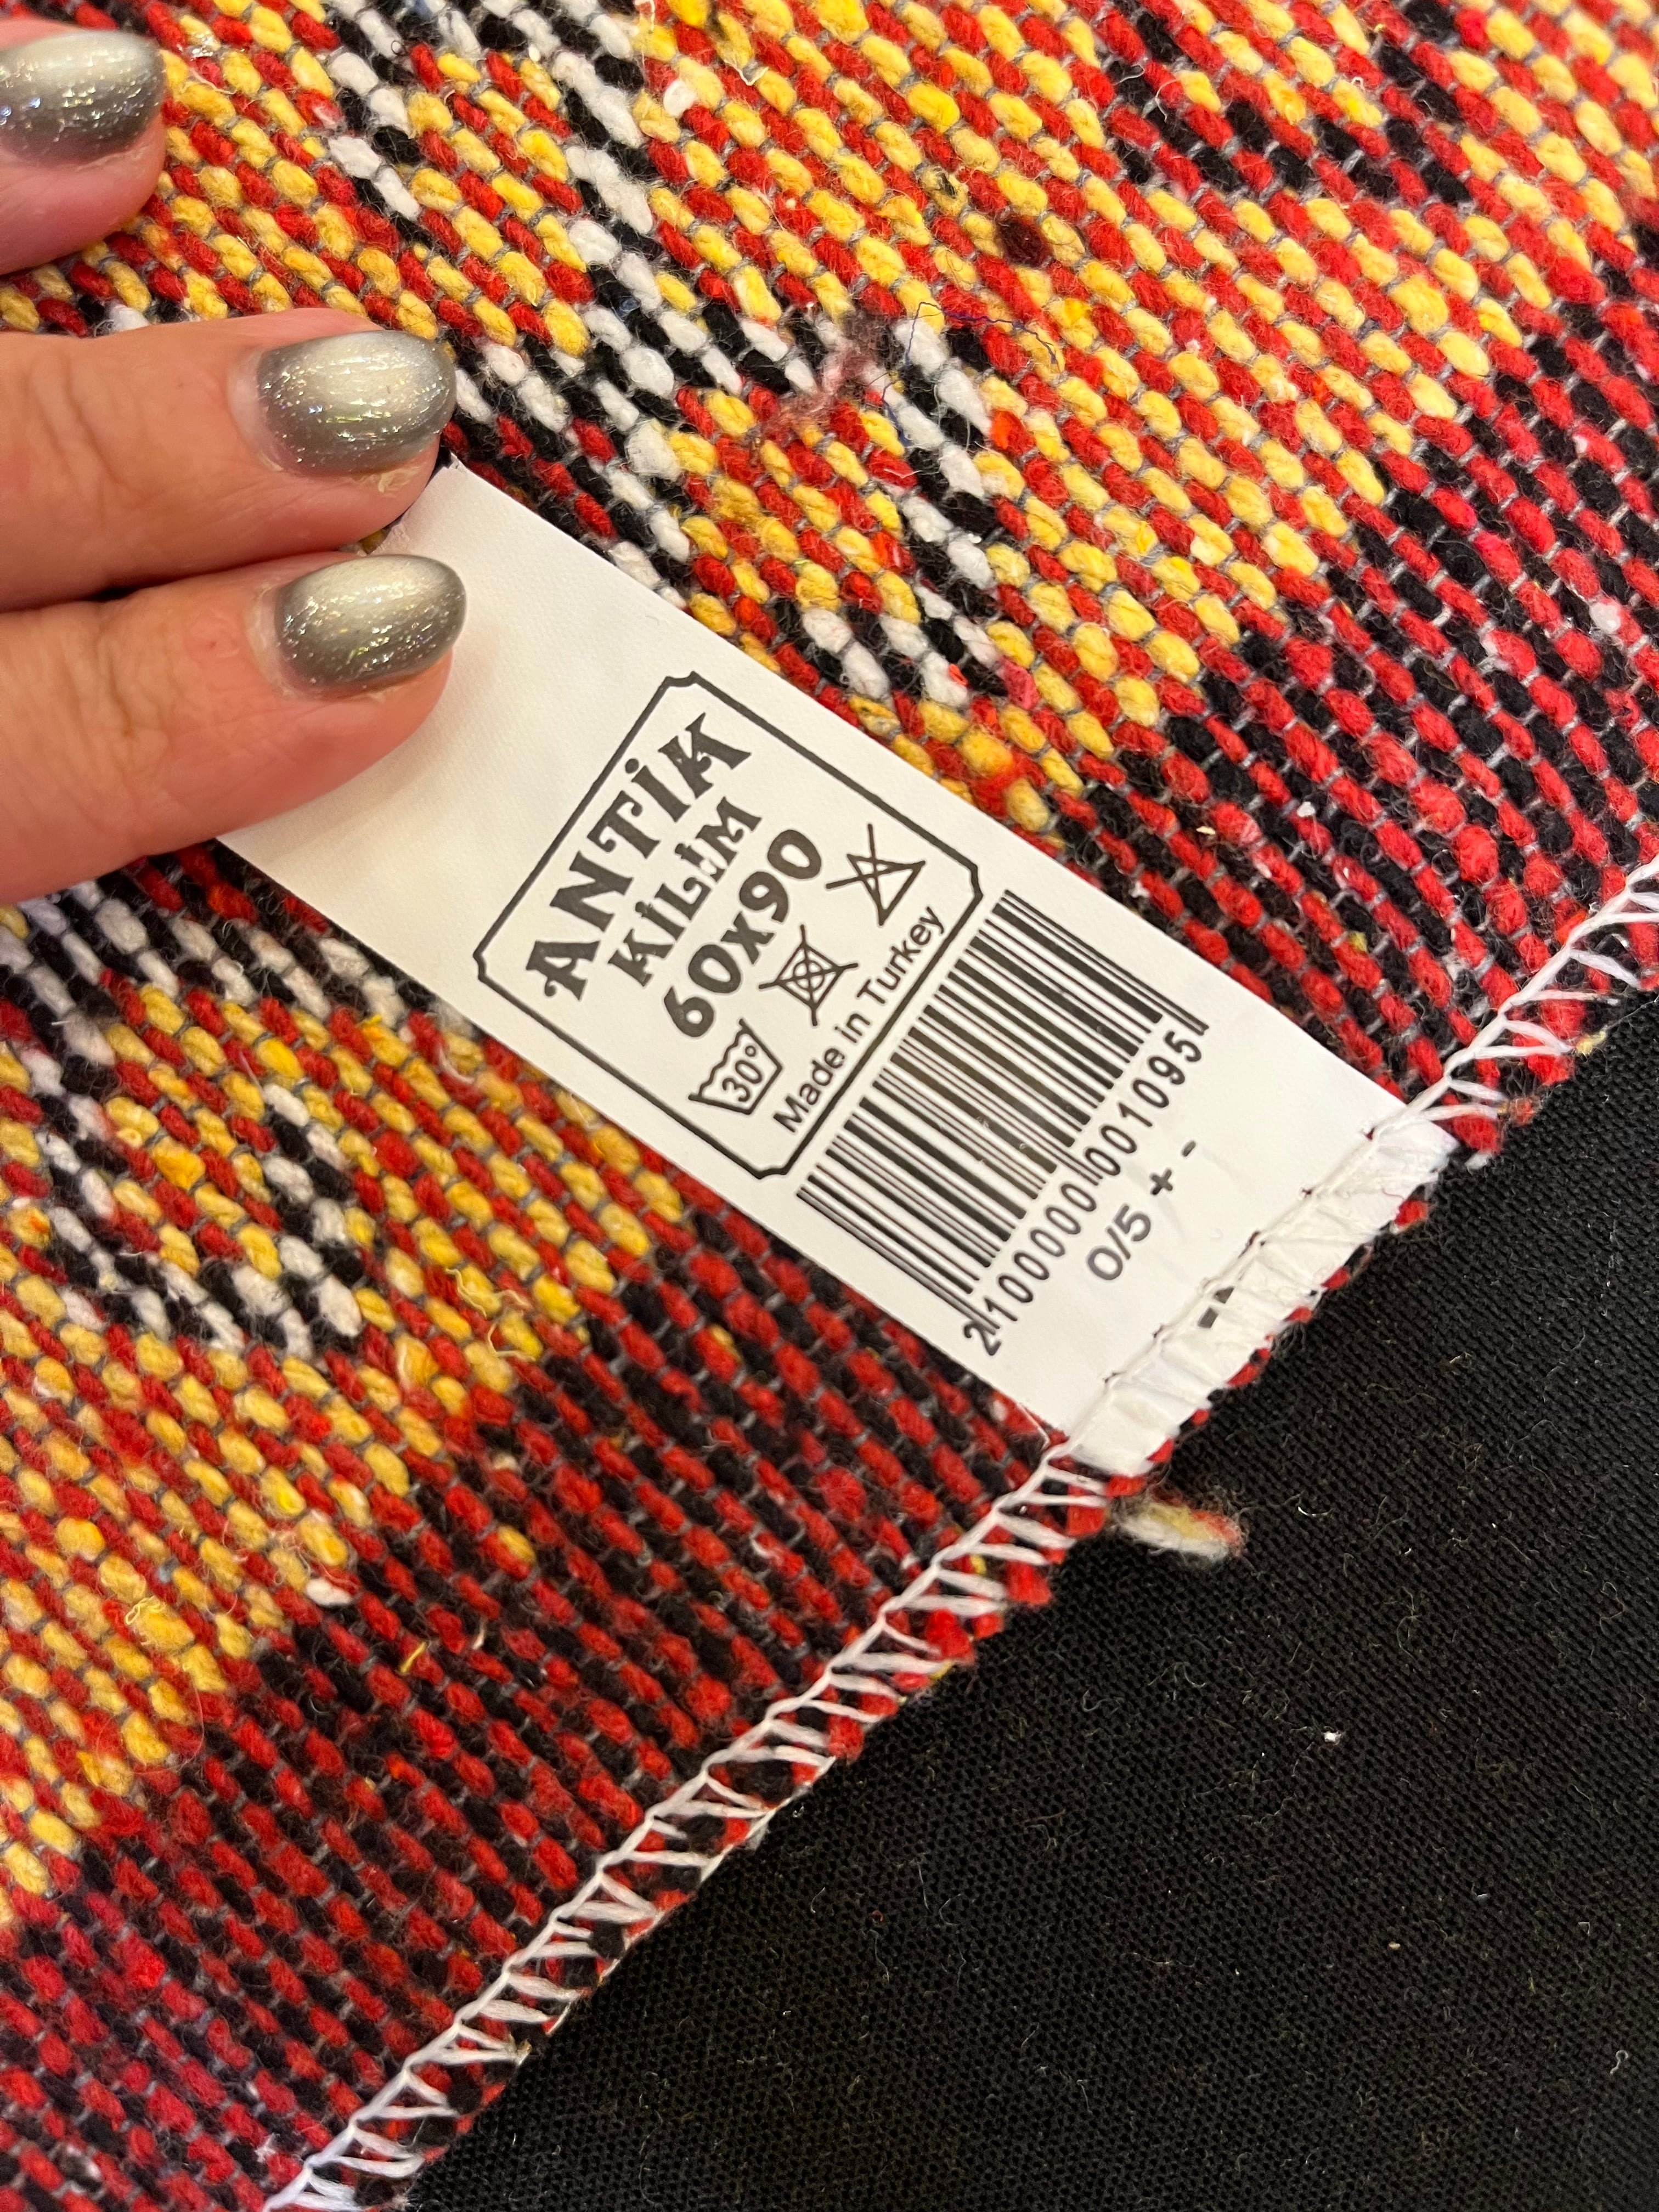 ANTİK
KİLİM
60x90
30°
Made in Turkey
2100000001095
0/5 + -